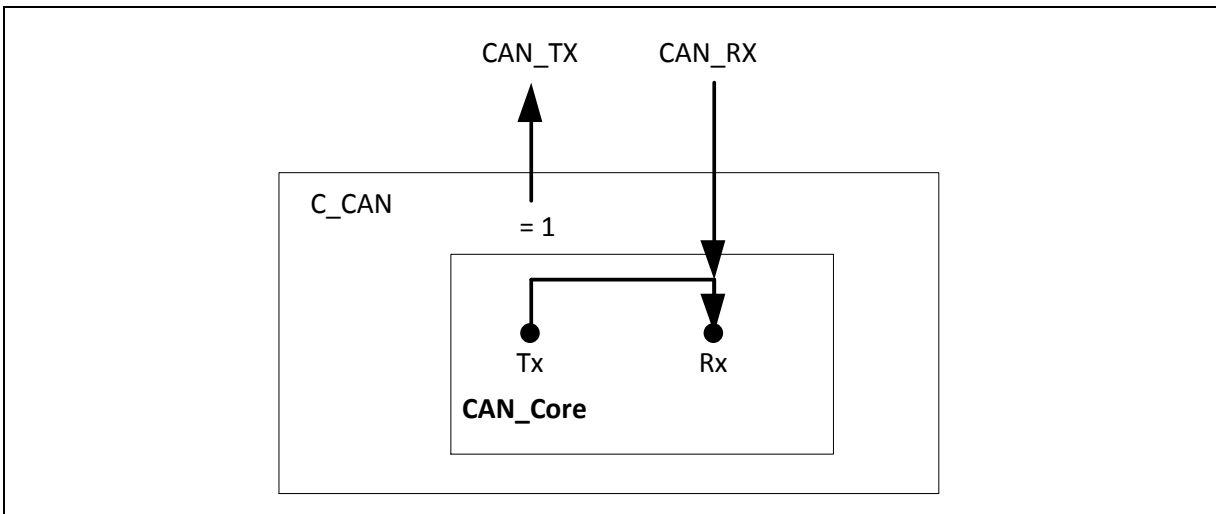 CAN_TX CAN_RX
C_CAN
= 1
Tx Rx
CAN_Core